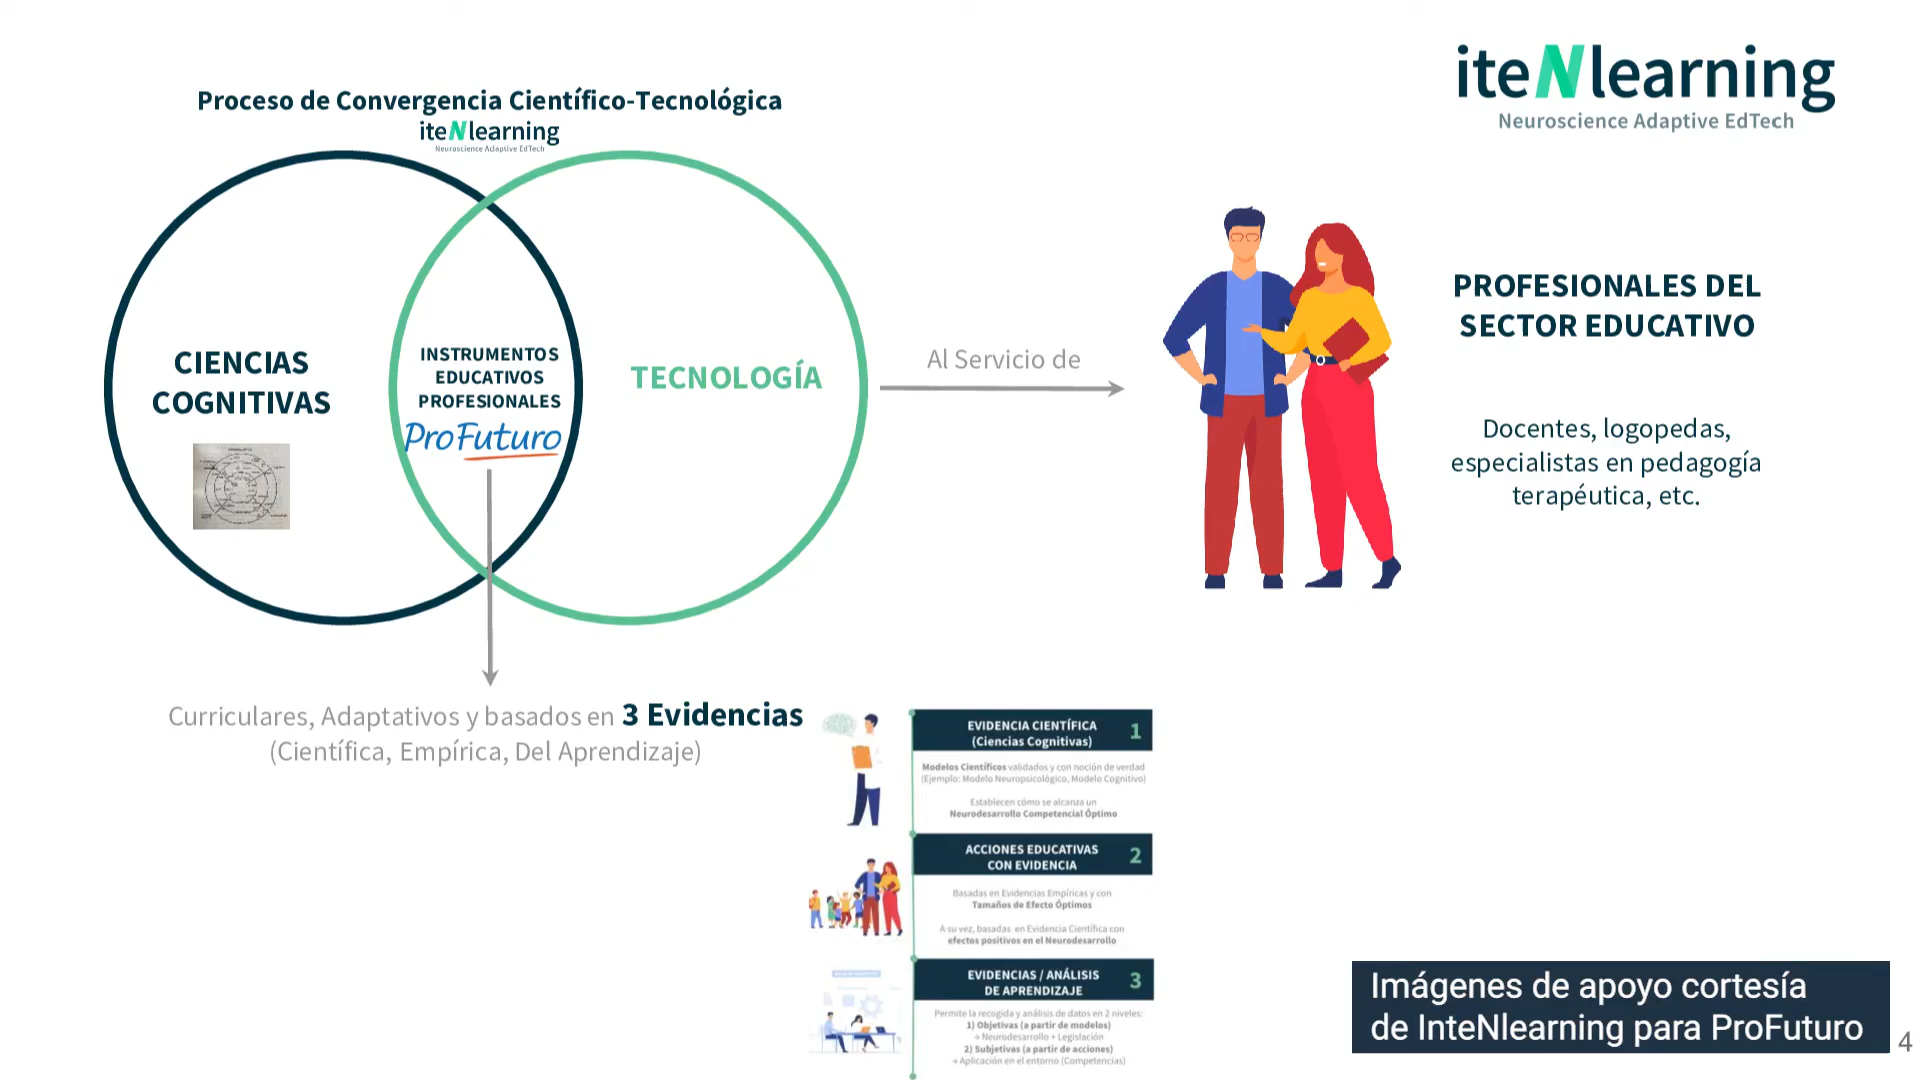 iteNlearning
Neuroscience Adaptive EdTech
Proceso de Convergencia Científico-Tecnológica
iteNlearning
Neuroscience Adaptive EdTech
CIENCIAS
COGNITIVAS
INSTRUMENTOS
EDUCATIVOS
PROFESIONALES
ProFuturo
TECNOLOGÍA
Al Servicio de
PROFESIONALES DEL
SECTOR EDUCATIVO
Docentes, logopedas,
especialistas en pedagogía
terapéutica, etc.
Curriculares, Adaptativos y basados en 3 Evidencias
(Científica, Empírica, Del Aprendizaje)
EVIDENCIA CIENTÍFICA
(Ciencias Cognitivas)
1
Modelos Científicos validados y con noción de verdad
(Ejemplo: Modelo Neuropsicológico, Modelo Cognitivo)
Establecen cómo se alcanza un
Neurodesarrollo Competencial Óptimo
ACCIONES EDUCATIVAS
CON EVIDENCIA
2
Basadas en Evidencias Empíricas y con
Tamaños de Efecto Óptimos
A su vez, basadas en Evidencia Científica con
efectos positivos en el Neurodesarrollo
EVIDENCIAS / ANÁLISIS
DE APRENDIZAJE
3
Permite la recogida y análisis de datos en 2 niveles:
1) Objetivas (a partir de modelos)
→ Neurodesarrollo + Legislación
2) Subjetivas (a partir de acciones)
→ Aplicación en el entorno (Competencias)
Imágenes de apoyo cortesía
de InteNlearning para ProFuturo
4